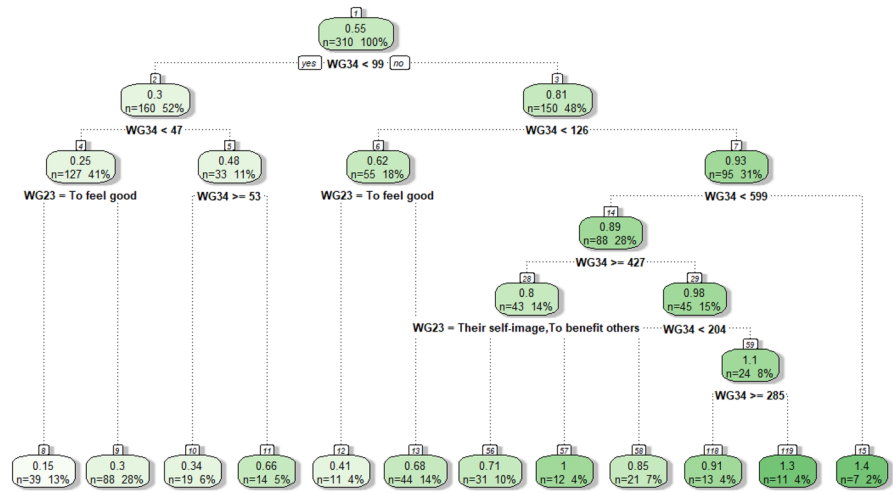 1
0.55
n=310 100%
yes WG34 < 99 no
2
0.3
n=160 52%
3
0.81
n=150 48%
WG34 < 47
WG34 < 126
4
0.25
n=127 41%
5
0.48
n=33 11%
6
0.62
n=55 18%
7
0.93
n=95 31%
WG23 = To feel good
WG34 >= 53
WG23 = To feel good
WG34 < 599
14
0.89
n=88 28%
WG34 >= 427
28
0.8
n=43 14%
29
0.98
n=45 15%
WG23 = Their self-image,To benefit others
WG34 < 204
59
1.1
n=24 8%
WG34 >= 285
8
0.15
n=39 13%
9
0.3
n=88 28%
10
0.34
n=19 6%
11
0.66
n=14 5%
12
0.41
n=11 4%
13
0.68
n=44 14%
56
0.71
n=31 10%
57
1
n=12 4%
58
0.85
n=21 7%
118
0.91
n=13 4%
119
1.3
n=11 4%
15
1.4
n=7 2%